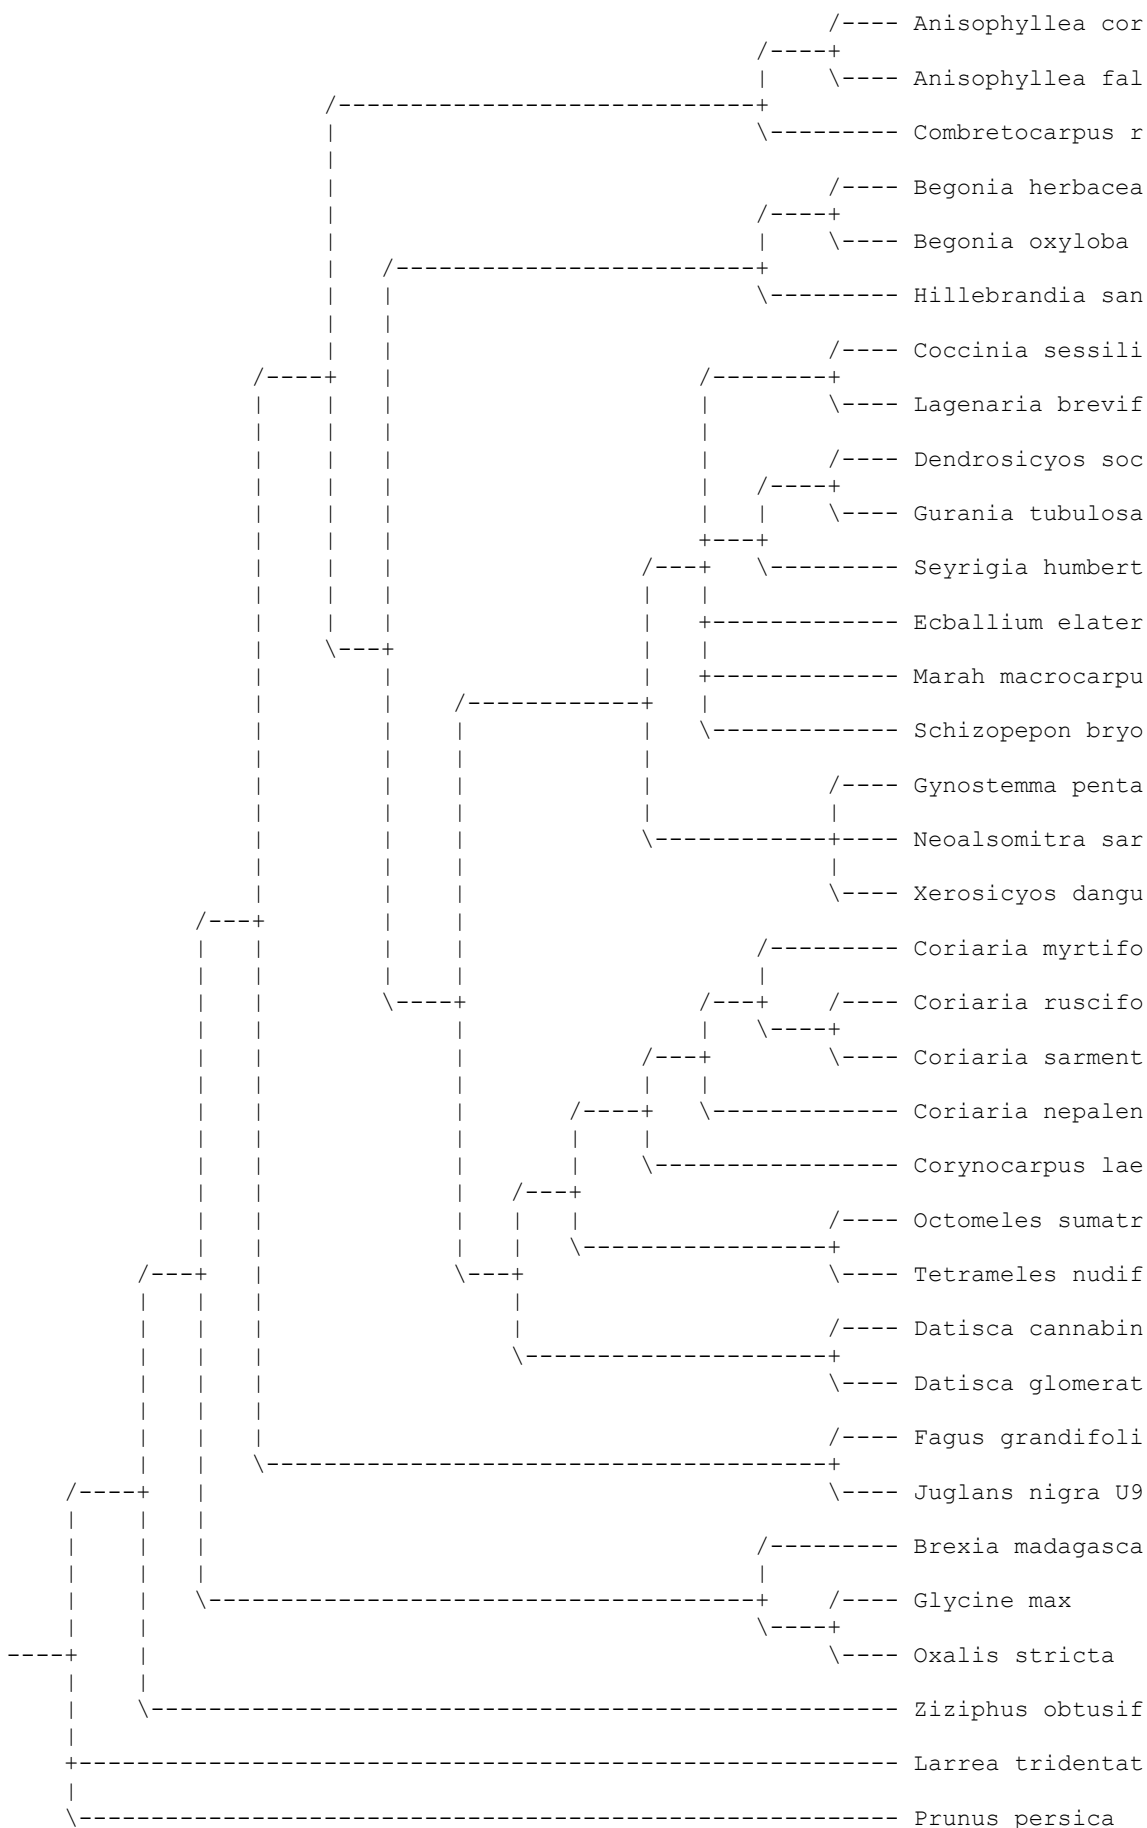 Anisophyllea cor
Anisophyllea fal
Combretocarpus r
Begonia herbacea
Begonia oxyloba
Hillebrandia san
Coccinia sessili
Lagenaria brevif
Dendrosicyos soc
Gurania tubulosa
Seyrigia humbert
Ecballium elater
Marah macrocarpu
Schizopepon bryo
Gynostemma penta
Neoalsomitra sar
Xerosicyos dangu
Coriaria myrtifo
Coriaria ruscifo
Coriaria sarment
Coriaria nepalen
Corynocarpus lae
Octomeles sumatr
Tetrameles nudif
Datisca cannabin
Datisca glomerat
Fagus grandifoli
Juglans nigra U9
Brexia madagasca
Glycine max
Oxalis stricta
Ziziphus obtusif
Larrea tridentat
Prunus persica